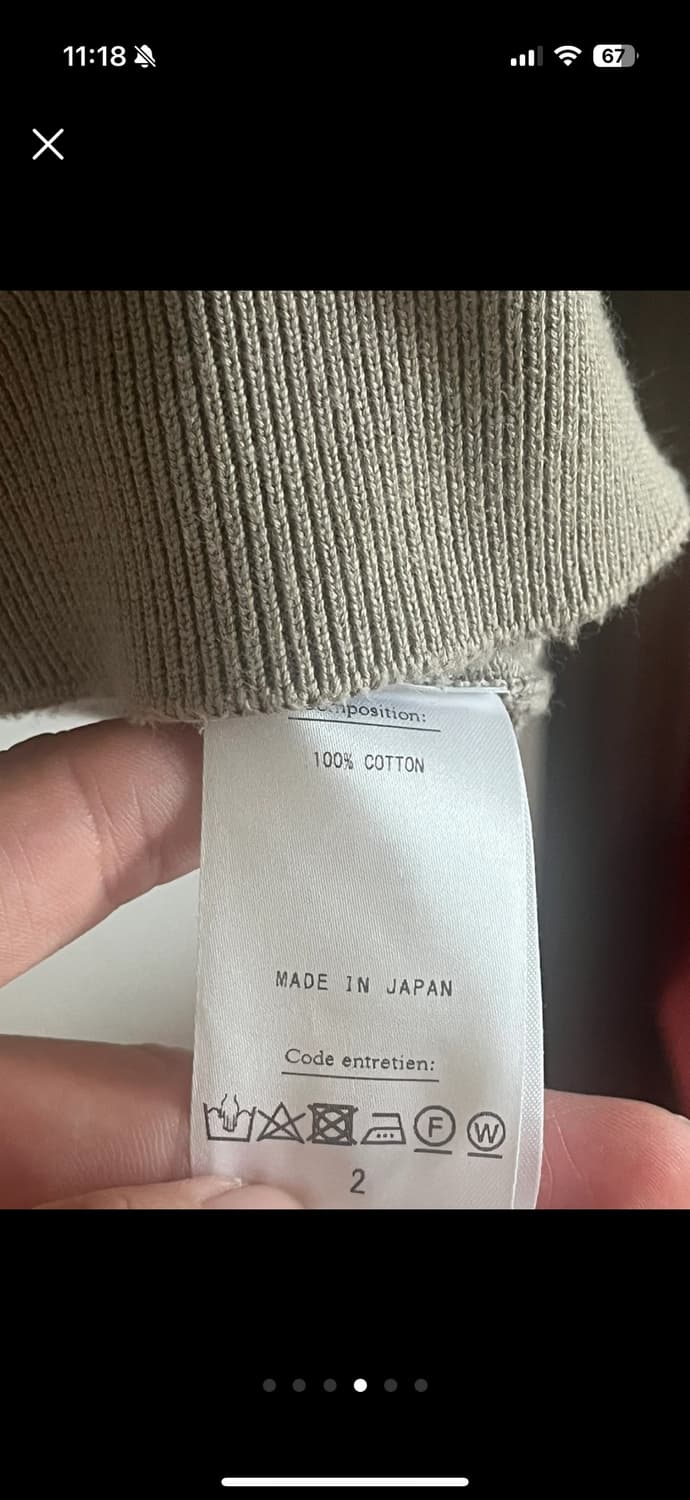 11:18
67
100% COTTON
MADE IN JAPAN
Code entretien:
F W
2